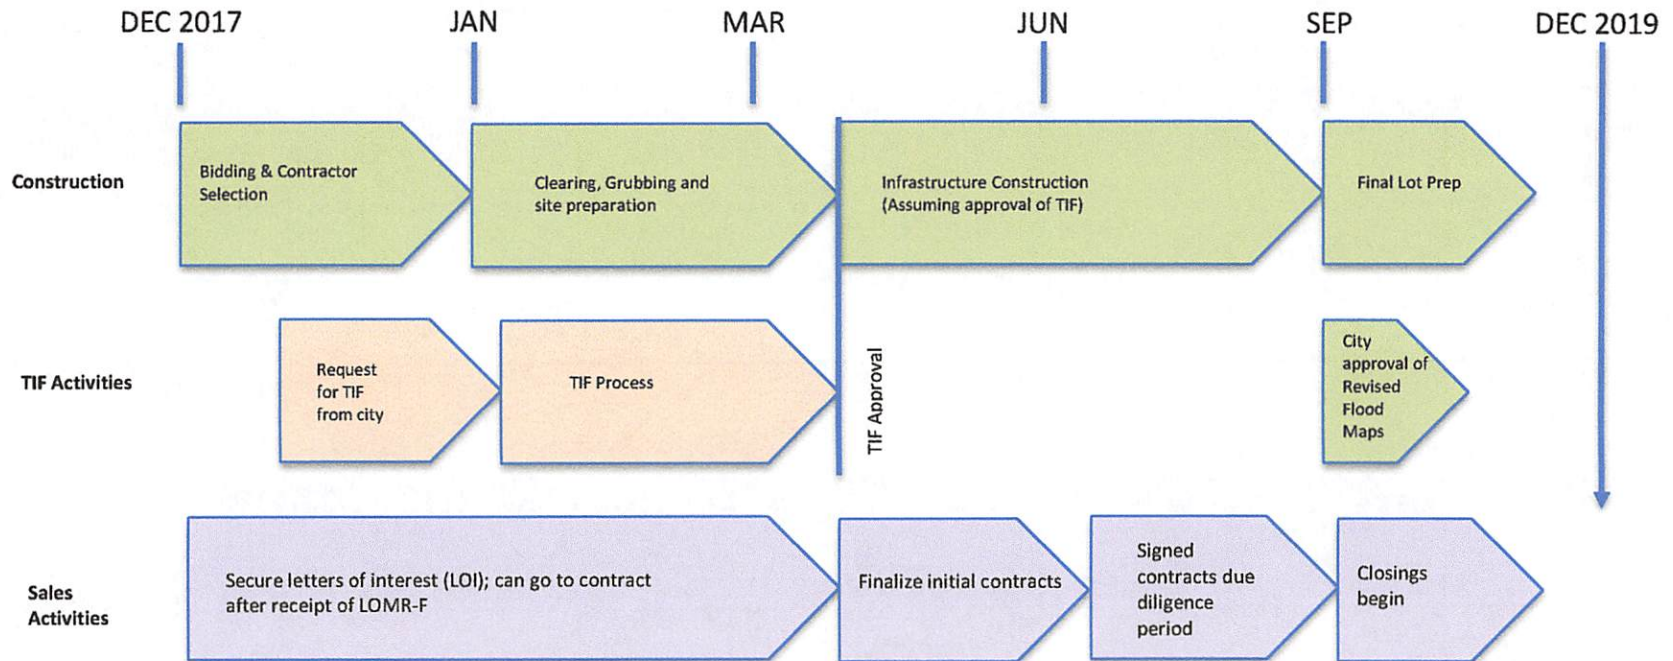 DEC 2017 JAN MAR JUN SEP DEC 2019
Construction
Bidding & Contractor
Selection
Clearing, Grubbing and
site preparation
Infrastructure Construction
(Assuming approval of TIF)
Final Lot Prep
TIF Activities
Request
for TIF
from city
TIF Process
TIF Approval
City
approval of
Revised
Flood
Maps
Sales
Activities
Secure letters of interest (LOI); can go to contract
after receipt of LOMR-F
Finalize initial contracts
Signed
contracts due
diligence
period
Closings
begin